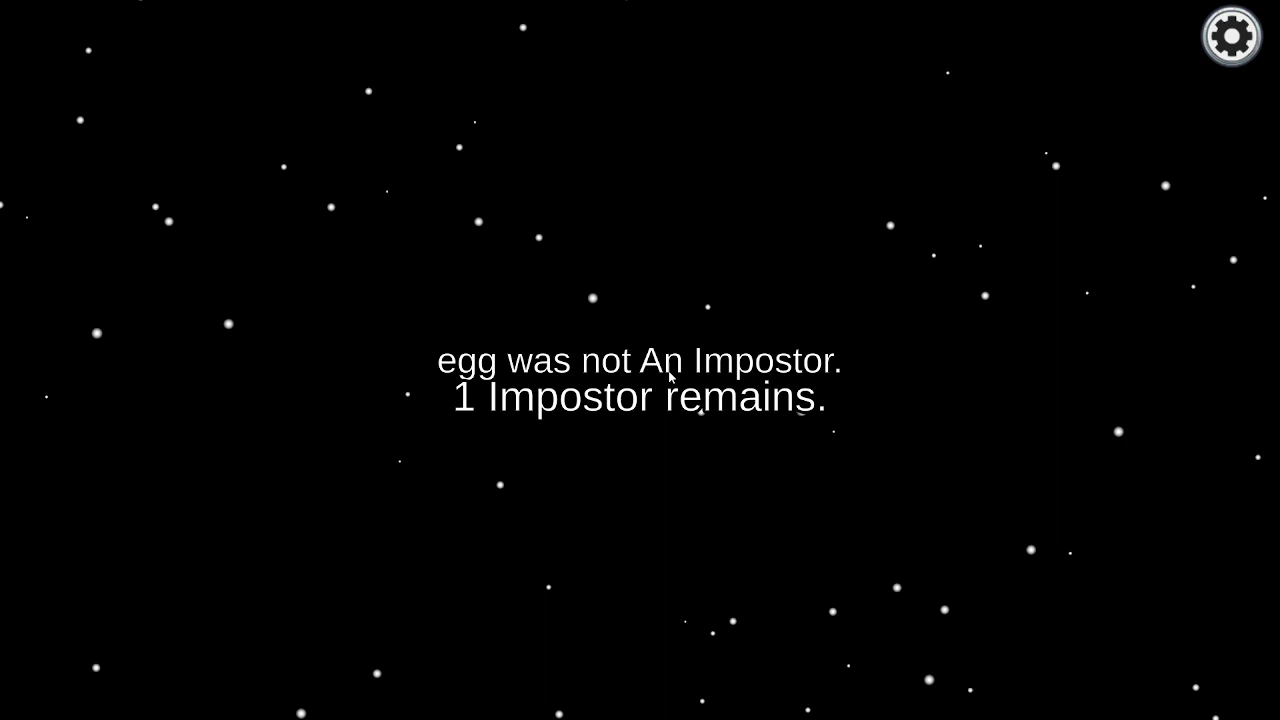 egg was not An Impostor.
1 Impostor remains.